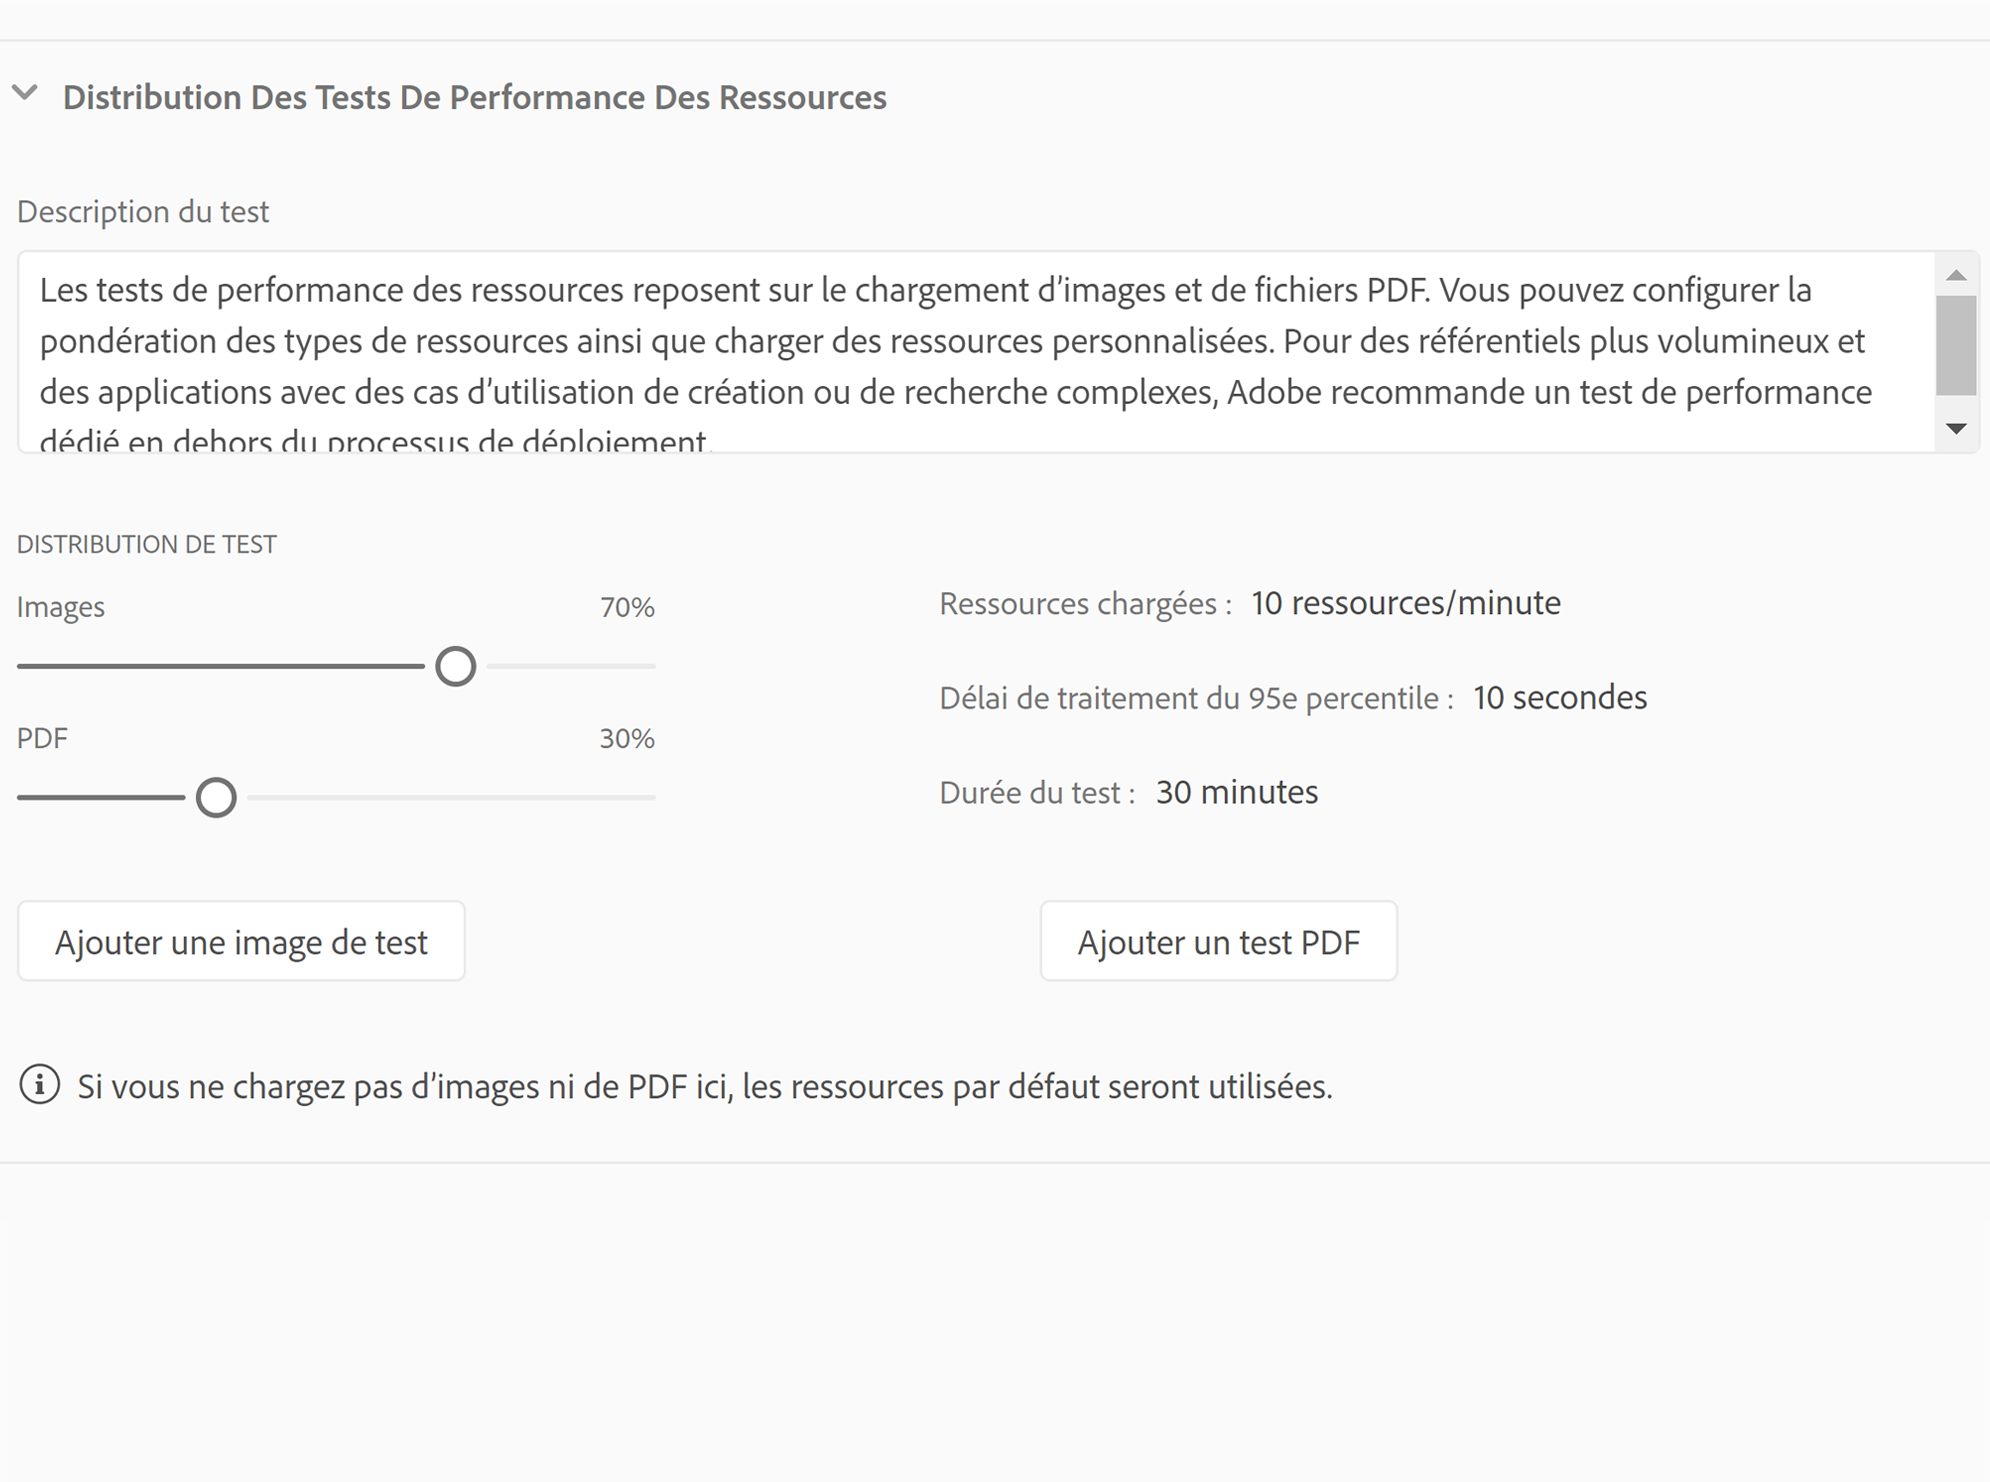 Distribution Des Tests De Performance Des Ressources
Description du test
Les tests de performance des ressources reposent sur le chargement d’images et de fichiers PDF. Vous pouvez configurer la
pondération des types de ressources ainsi que charger des ressources personnalisées. Pour des référentiels plus volumineux et
des applications avec des cas d’utilisation de création ou de recherche complexes, Adobe recommande un test de performance
dédié en dehors du processus de déploiement.
DISTRIBUTION DE TEST
Images 70%
PDF 30%
Ressources chargées : 10 ressources/minute
Délai de traitement du 95e percentile : 10 secondes
Durée du test : 30 minutes
Ajouter une image de test
Ajouter un test PDF
Si vous ne chargez pas d’images ni de PDF ici, les ressources par défaut seront utilisées.